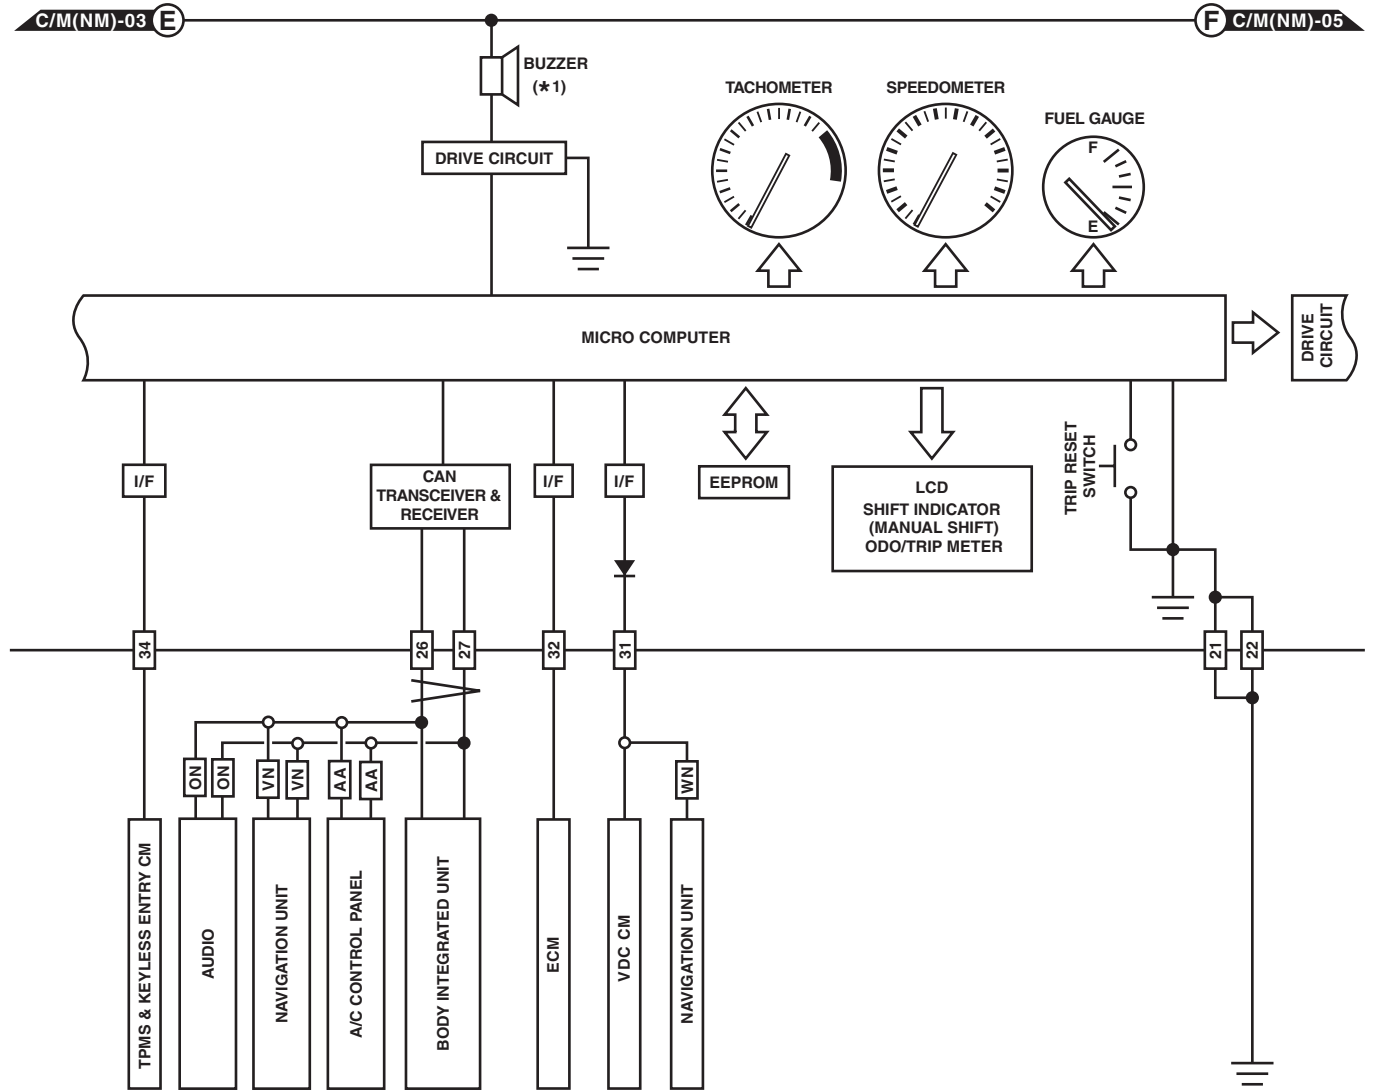 C/M(NM)-03 E
F C/M(NM)-05
BUZZER
(*1)
TACHOMETER
SPEEDOMETER
FUEL GAUGE
F
E
DRIVE CIRCUIT
MICRO COMPUTER
DRIVE
CIRCUIT
I/F
CAN
TRANSCEIVER &
RECEIVER
I/F
I/F
EEPROM
LCD
SHIFT INDICATOR
(MANUAL SHIFT)
ODO/TRIP METER
TRIP RESET
SWITCH
34
26
27
32
31
21
22
ON
ON
VN
VN
AA
AA
WN
TPMS & KEYLESS ENTRY CM
AUDIO
NAVIGATION UNIT
A/C CONTROL PANEL
BODY INTEGRATED UNIT
ECM
VDC CM
NAVIGATION UNIT